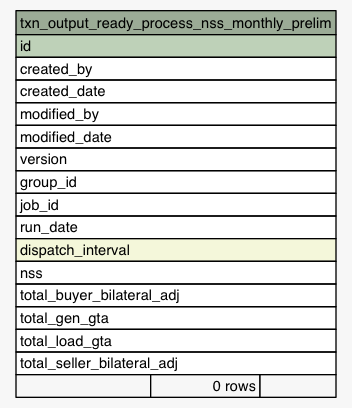 txn_output_ready_process_nss_monthly_prelim
id
created_by
created_date
modified_by
modified_date
version
group_id
job_id
run_date
dispatch_interval
nss
total_buyer_bilateral_adj
total_gen_gta
total_load_gta
total_seller_bilateral_adj
0 rows